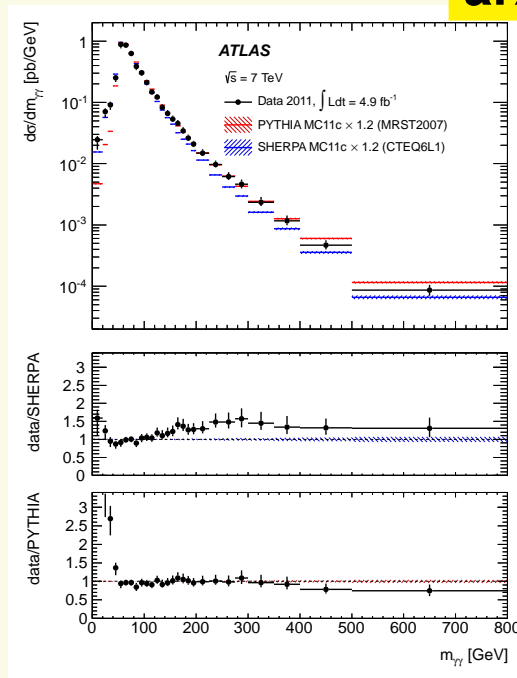 dσ/dm_γγ [pb/GeV]
1
10⁻¹
10⁻²
10⁻³
10⁻⁴
ATLAS
√s = 7 TeV
Data 2011, ∫ Ldt = 4.9 fb⁻¹
PYTHIA MC11c × 1.2 (MRST2007)
SHERPA MC11c × 1.2 (CTEQ6L1)
data/SHERPA
3
2.5
2
1.5
1
0.5
0
data/PYTHIA
3
2.5
2
1.5
1
0.5
0
0 100 200 300 400 500 600 700 800
m_γγ [GeV]